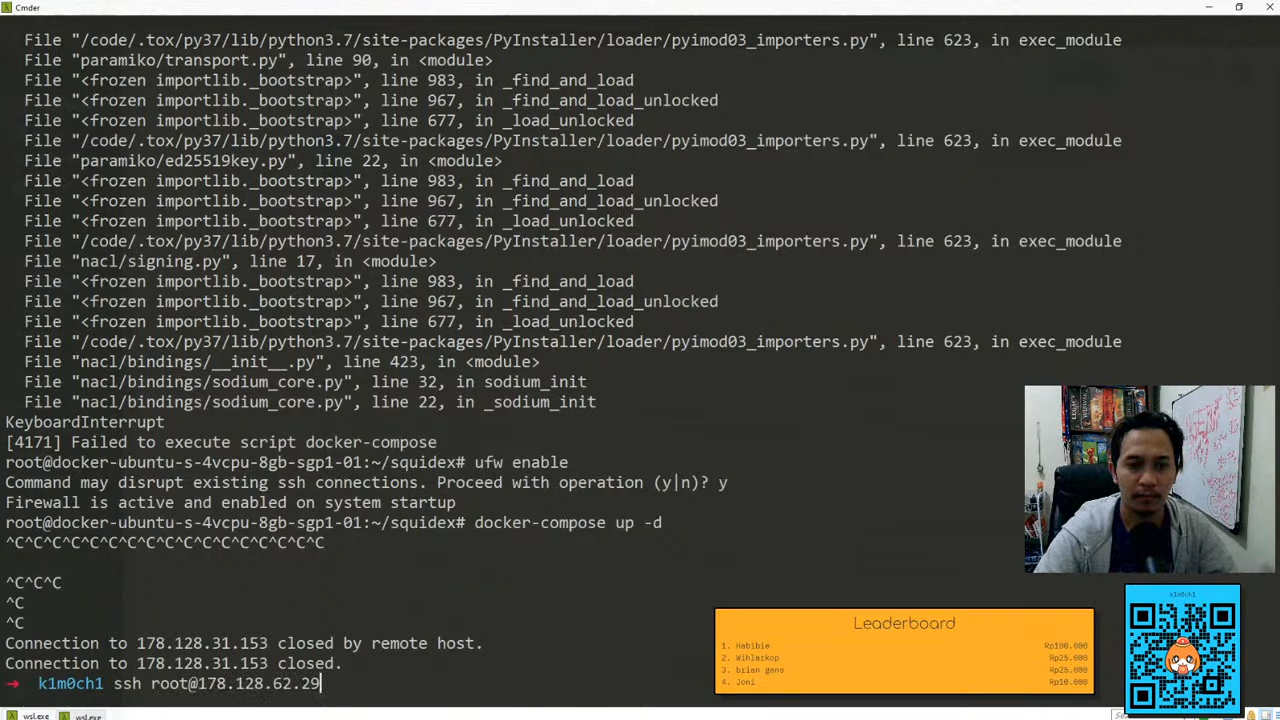 Cmder
File "/code/.tox/py37/lib/python3.7/site-packages/PyInstaller/loader/pyimod03_importers.py", line 623, in exec_module
File "paramiko/transport.py", line 90, in <module>
File "<frozen importlib._bootstrap>", line 983, in _find_and_load
File "<frozen importlib._bootstrap>", line 967, in _find_and_load_unlocked
File "<frozen importlib._bootstrap>", line 677, in _load_unlocked
File "/code/.tox/py37/lib/python3.7/site-packages/PyInstaller/loader/pyimod03_importers.py", line 623, in exec_module
File "paramiko/ed25519key.py", line 22, in <module>
File "<frozen importlib._bootstrap>", line 983, in _find_and_load
File "<frozen importlib._bootstrap>", line 967, in _find_and_load_unlocked
File "<frozen importlib._bootstrap>", line 677, in _load_unlocked
File "/code/.tox/py37/lib/python3.7/site-packages/PyInstaller/loader/pyimod03_importers.py", line 623, in exec_module
File "nacl/signing.py", line 17, in <module>
File "<frozen importlib._bootstrap>", line 983, in _find_and_load
File "<frozen importlib._bootstrap>", line 967, in _find_and_load_unlocked
File "<frozen importlib._bootstrap>", line 677, in _load_unlocked
File "/code/.tox/py37/lib/python3.7/site-packages/PyInstaller/loader/pyimod03_importers.py", line 623, in exec_module
File "nacl/bindings/__init__.py", line 423, in <module>
File "nacl/bindings/sodium_core.py", line 32, in sodium_init
File "nacl/bindings/sodium_core.py", line 22, in _sodium_init
KeyboardInterrupt
[4171] Failed to execute script docker-compose
root@docker-ubuntu-s-4vcpu-8gb-sgp1-01:~/squidex# ufw enable
Command may disrupt existing ssh connections. Proceed with operation (y|n)? y
Firewall is active and enabled on system startup
root@docker-ubuntu-s-4vcpu-8gb-sgp1-01:~/squidex# docker-compose up -d
^C^C^C^C^C^C^C^C^C^C^C^C^C^C^C^C^C
^C^C^C
^C
^C
Connection to 178.128.31.153 closed by remote host.
Connection to 178.128.31.153 closed.
➜ k1m0ch1 ssh root@178.128.62.29
k1m0ch1
Leaderboard
1. Habibie Rp100.000
2. Wihlarkop Rp25.000
3. brian gans Rp25.000
4. Joni Rp10.000
wsl.exe wsl.exe